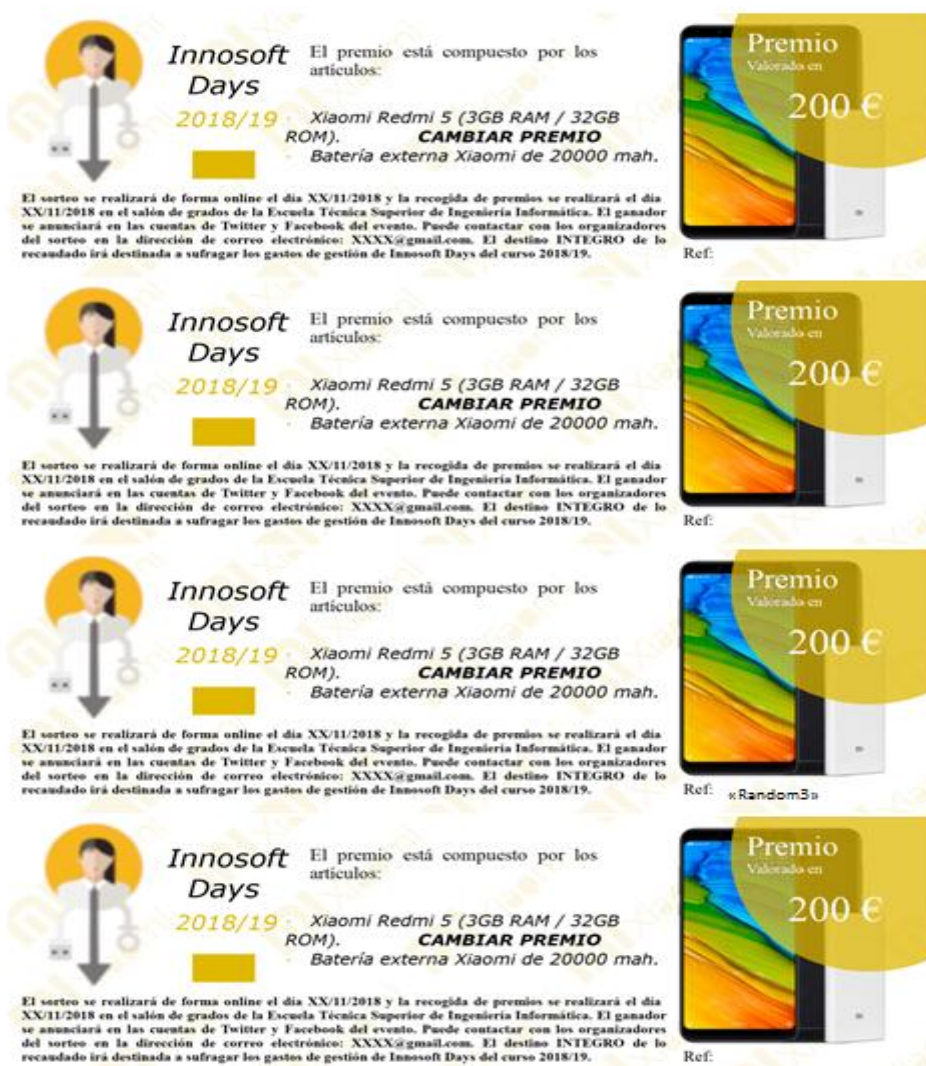 Innosoft
Days
2018/19
El premio está compuesto por los
artículos:
· Xiaomi Redmi 5 (3GB RAM / 32GB
ROM). CAMBIAR PREMIO
· Batería externa Xiaomi de 20000 mah.
Premio
Valorado en
200 €
El sorteo se realizará de forma online el día XX/11/2018 y la recogida de premios se realizará el día
XX/11/2018 en el salón de grados de la Escuela Técnica Superior de Ingeniería Informática. El ganador
se anunciará en las cuentas de Twitter y Facebook del evento. Puede contactar con los organizadores
del sorteo en la dirección de correo electrónico: XXXX@gmail.com. El destino INTEGRO de lo
recaudado irá destinada a sufragar los gastos de gestión de Innosoft Days del curso 2018/19.
Ref:
Innosoft
Days
2018/19
El premio está compuesto por los
artículos:
· Xiaomi Redmi 5 (3GB RAM / 32GB
ROM). CAMBIAR PREMIO
· Batería externa Xiaomi de 20000 mah.
Premio
Valorado en
200 €
El sorteo se realizará de forma online el día XX/11/2018 y la recogida de premios se realizará el día
XX/11/2018 en el salón de grados de la Escuela Técnica Superior de Ingeniería Informática. El ganador
se anunciará en las cuentas de Twitter y Facebook del evento. Puede contactar con los organizadores
del sorteo en la dirección de correo electrónico: XXXX@gmail.com. El destino INTEGRO de lo
recaudado irá destinada a sufragar los gastos de gestión de Innosoft Days del curso 2018/19.
Ref:
Innosoft
Days
2018/19
El premio está compuesto por los
artículos:
· Xiaomi Redmi 5 (3GB RAM / 32GB
ROM). CAMBIAR PREMIO
· Batería externa Xiaomi de 20000 mah.
Premio
Valorado en
200 €
El sorteo se realizará de forma online el día XX/11/2018 y la recogida de premios se realizará el día
XX/11/2018 en el salón de grados de la Escuela Técnica Superior de Ingeniería Informática. El ganador
se anunciará en las cuentas de Twitter y Facebook del evento. Puede contactar con los organizadores
del sorteo en la dirección de correo electrónico: XXXX@gmail.com. El destino INTEGRO de lo
recaudado irá destinada a sufragar los gastos de gestión de Innosoft Days del curso 2018/19.
Ref: «Random3»
Innosoft
Days
2018/19
El premio está compuesto por los
artículos:
· Xiaomi Redmi 5 (3GB RAM / 32GB
ROM). CAMBIAR PREMIO
· Batería externa Xiaomi de 20000 mah.
Premio
Valorado en
200 €
El sorteo se realizará de forma online el día XX/11/2018 y la recogida de premios se realizará el día
XX/11/2018 en el salón de grados de la Escuela Técnica Superior de Ingeniería Informática. El ganador
se anunciará en las cuentas de Twitter y Facebook del evento. Puede contactar con los organizadores
del sorteo en la dirección de correo electrónico: XXXX@gmail.com. El destino INTEGRO de lo
recaudado irá destinada a sufragar los gastos de gestión de Innosoft Days del curso 2018/19.
Ref: